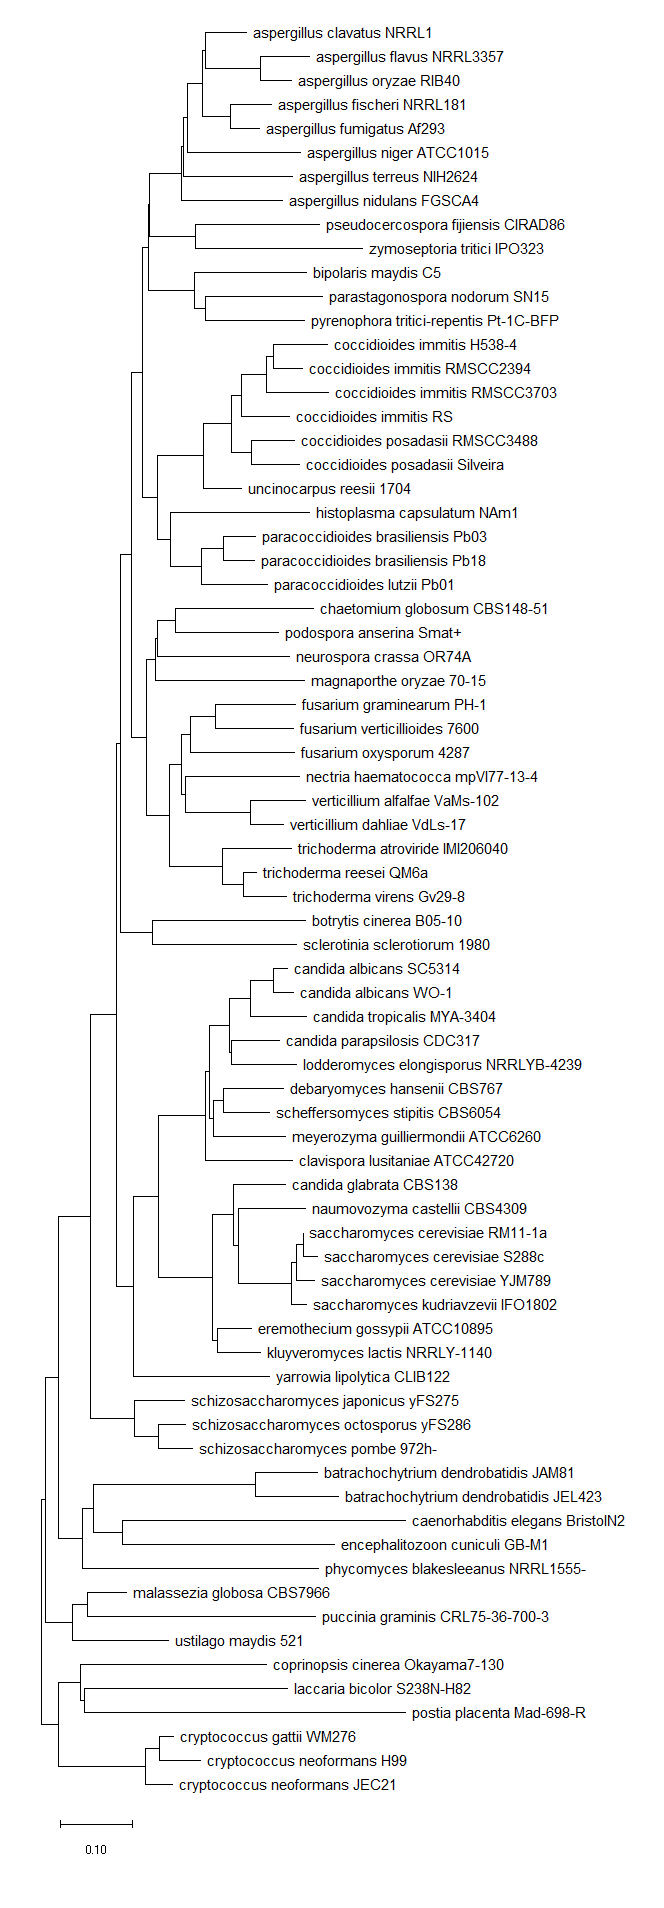 aspergillus clavatus NRRL1
aspergillus flavus NRRL3357
aspergillus oryzae RIB40
aspergillus fischeri NRRL181
aspergillus fumigatus Af293
aspergillus niger ATCC1015
aspergillus terreus NIH2624
aspergillus nidulans FGSCA4
pseudocercospora fijiensis CIRAD86
zymoseptoria tritici IPO323
bipolaris maydis C5
parastagonospora nodorum SN15
pyrenophora tritici-repentis Pt-1C-BFP
coccidioides immitis H538-4
coccidioides immitis RMSCC2394
coccidioides immitis RMSCC3703
coccidioides immitis RS
coccidioides posadasii RMSCC3488
coccidioides posadasii Silveira
uncinocarpus reesii 1704
histoplasma capsulatum NAm1
paracoccidioides brasiliensis Pb03
paracoccidioides brasiliensis Pb18
paracoccidioides lutzii Pb01
chaetomium globosum CBS148-51
podospora anserina Smat+
neurospora crassa OR74A
magnaporthe oryzae 70-15
fusarium graminearum PH-1
fusarium verticillioides 7600
fusarium oxysporum 4287
nectria haematococca mpVI77-13-4
verticillium alfalfae VaMs-102
verticillium dahliae VdLs-17
trichoderma atroviride IMI206040
trichoderma reesei QM6a
trichoderma virens Gv29-8
botrytis cinerea B05-10
sclerotinia sclerotiorum 1980
candida albicans SC5314
candida albicans WO-1
candida tropicalis MYA-3404
candida parapsilosis CDC317
lodderomyces elongisporus NRRLYB-4239
debaryomyces hansenii CBS767
scheffersomyces stipitis CBS6054
meyerozyma guilliermondii ATCC6260
clavispora lusitaniae ATCC42720
candida glabrata CBS138
naumovozyma castellii CBS4309
saccharomyces cerevisiae RM11-1a
saccharomyces cerevisiae S288c
saccharomyces cerevisiae YJM789
saccharomyces kudriavzevii IFO1802
eremothecium gossypii ATCC10895
kluyveromyces lactis NRRLY-1140
yarrowia lipolytica CLIB122
schizosaccharomyces japonicus yFS275
schizosaccharomyces octosporus yFS286
schizosaccharomyces pombe 972h-
batrachochytrium dendrobatidis JAM81
batrachochytrium dendrobatidis JEL423
caenorhabditis elegans BristolN2
encephalitozoon cuniculi GB-M1
phycomyces blakesleeanus NRRL1555-
malassezia globosa CBS7966
puccinia graminis CRL75-36-700-3
ustilago maydis 521
coprinopsis cinerea Okayama7-130
laccaria bicolor S238N-H82
postia placenta Mad-698-R
cryptococcus gattii WM276
cryptococcus neoformans H99
cryptococcus neoformans JEC21
0.10